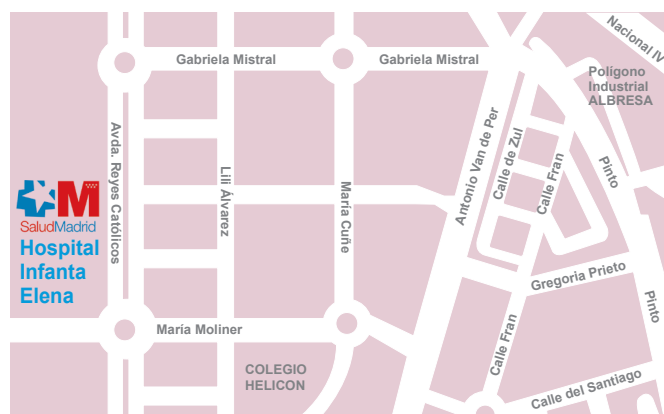 Nacional IV
Gabriela Mistral
Gabriela Mistral
Polígono
Industrial
ALBRESA
Avda. Reyes Católicos
Lili Álvarez
María Cuñe
Antonio Van de Per
Calle de Zul
Calle Fran
Pinto
SaludMadrid
Hospital
Infanta
Elena
Gregoria Prieto
Pinto
María Moliner
Calle Fran
COLEGIO
HELICON
Calle del Santiago